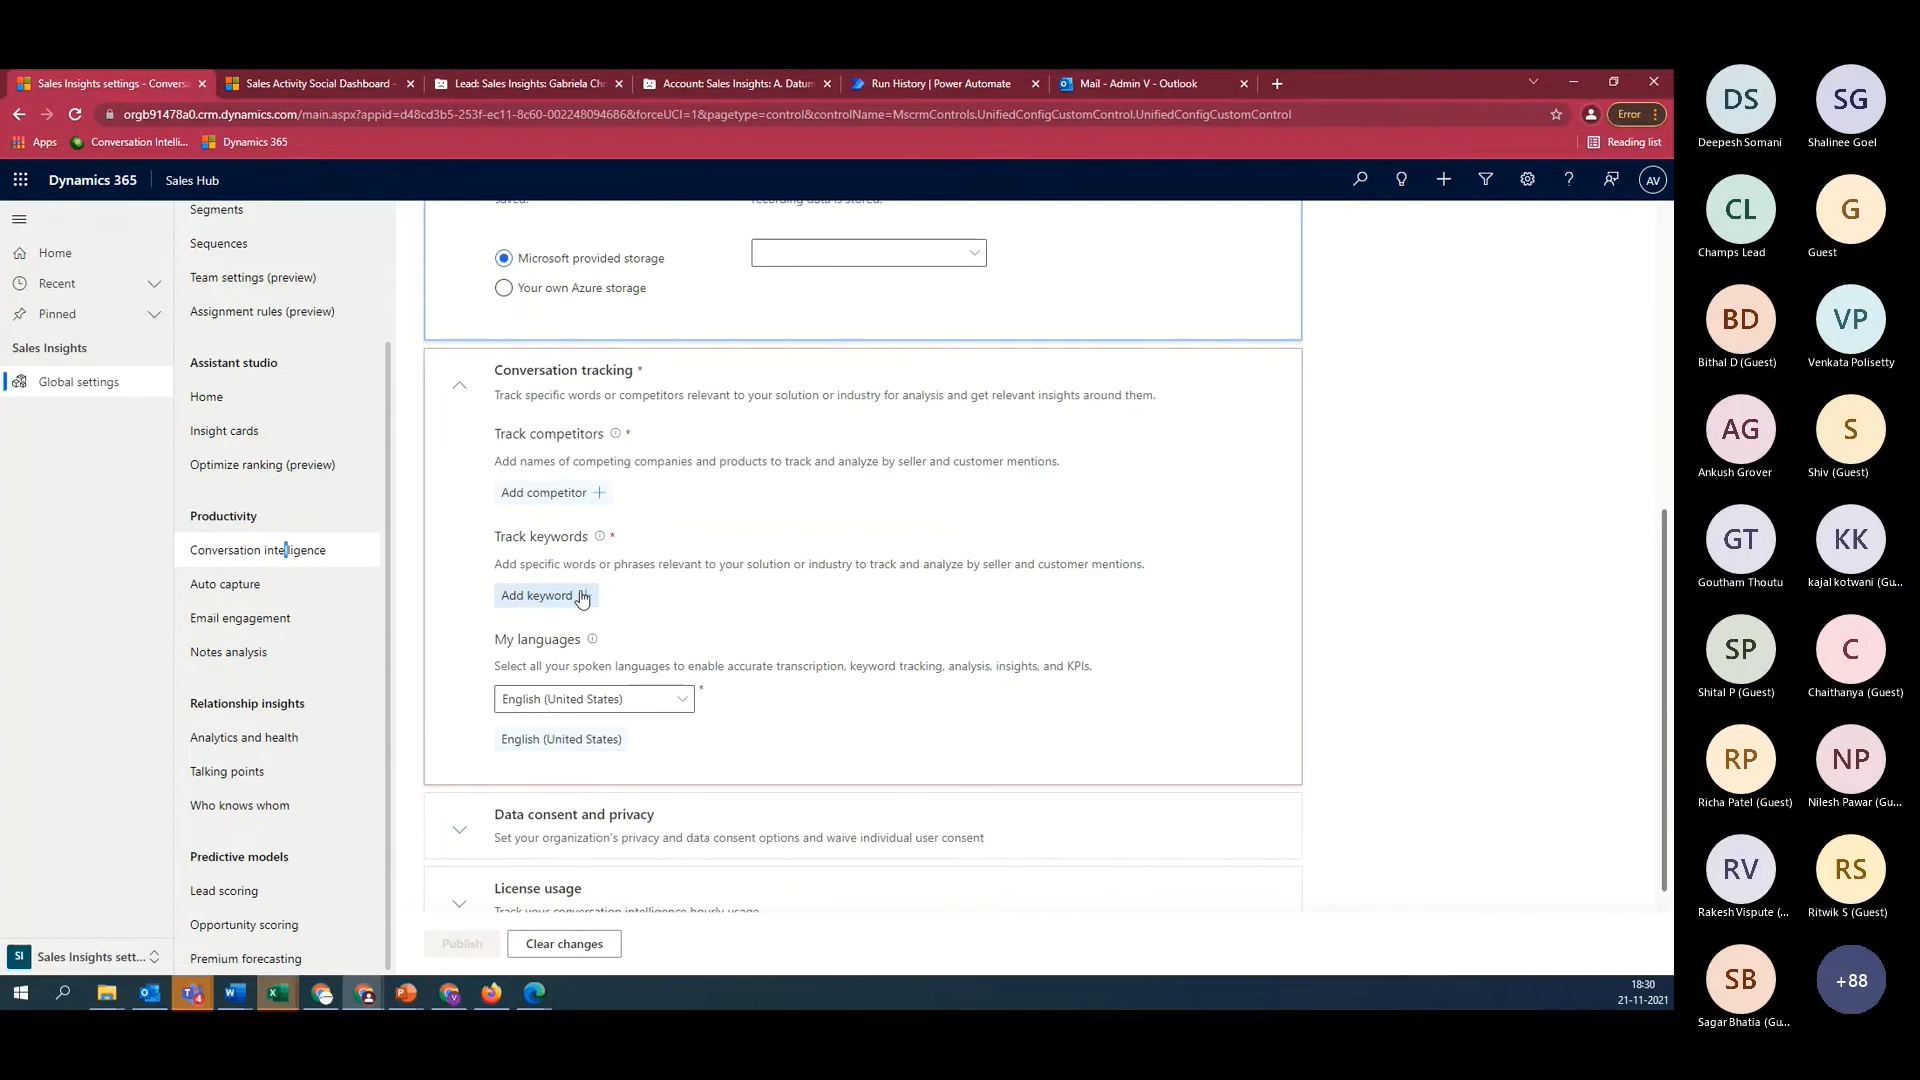 Sales Insights settings - Convers
Sales Activity Social Dashboard -
Lead: Sales Insights: Gabriela Ch
Account: Sales Insights: A. Datum
Run History | Power Automate
Mail - Admin V - Outlook
orgb91478a0.crm.dynamics.com/main.aspx?appid=d48cd3b5-253f-ec11-8c60-002248094686&forceUCI=1&pagetype=control&controlName=MscrmControls.UnifiedConfigCustomControl.UnifiedConfigCustomControl
Error
Apps
Conversation Intelli...
Dynamics 365
Reading list
Dynamics 365
Sales Hub
AV
Home
Recent
Pinned
Sales Insights
Global settings
SI
Sales Insights sett...
Segments
Sequences
Team settings (preview)
Assignment rules (preview)
Assistant studio
Home
Insight cards
Optimize ranking (preview)
Productivity
Conversation intelligence
Auto capture
Email engagement
Notes analysis
Relationship insights
Analytics and health
Talking points
Who knows whom
Predictive models
Lead scoring
Opportunity scoring
Premium forecasting
saved.
recording data is stored.
Microsoft provided storage
Your own Azure storage
Conversation tracking *
Track specific words or competitors relevant to your solution or industry for analysis and get relevant insights around them.
Track competitors *
Add names of competing companies and products to track and analyze by seller and customer mentions.
Add competitor
Track keywords *
Add specific words or phrases relevant to your solution or industry to track and analyze by seller and customer mentions.
Add keyword
My languages
Select all your spoken languages to enable accurate transcription, keyword tracking, analysis, insights, and KPIs.
English (United States) *
English (United States)
Data consent and privacy
Set your organization's privacy and data consent options and waive individual user consent
License usage
Track your conversation intelligence hourly usage
Publish
Clear changes
4
18:30
21-11-2021
DS
Deepesh Somani
SG
Shalinee Goel
CL
Champs Lead
G
Guest
BD
Bithal D (Guest)
VP
Venkata Polisetty
AG
Ankush Grover
S
Shiv (Guest)
GT
Goutham Thoutu
KK
kajal kotwani (Gu...
SP
Shital P (Guest)
C
Chaithanya (Guest)
RP
Richa Patel (Guest)
NP
Nilesh Pawar (Gu...
RV
Rakesh Vispute (...
RS
Ritwik S (Guest)
SB
Sagar Bhatia (Gu...
+88